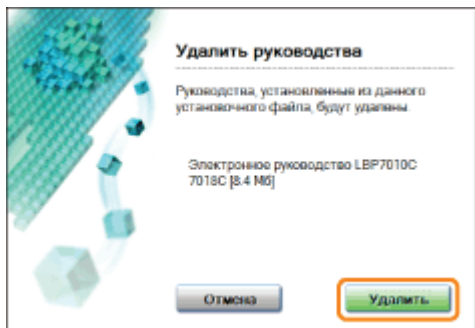 Удалить руководства
Руководства, установленные из данного
установочного файла, будут удалены.
Электронное руководство LBP7010C
7018C [8.4 Мб]
Отмена
Удалить